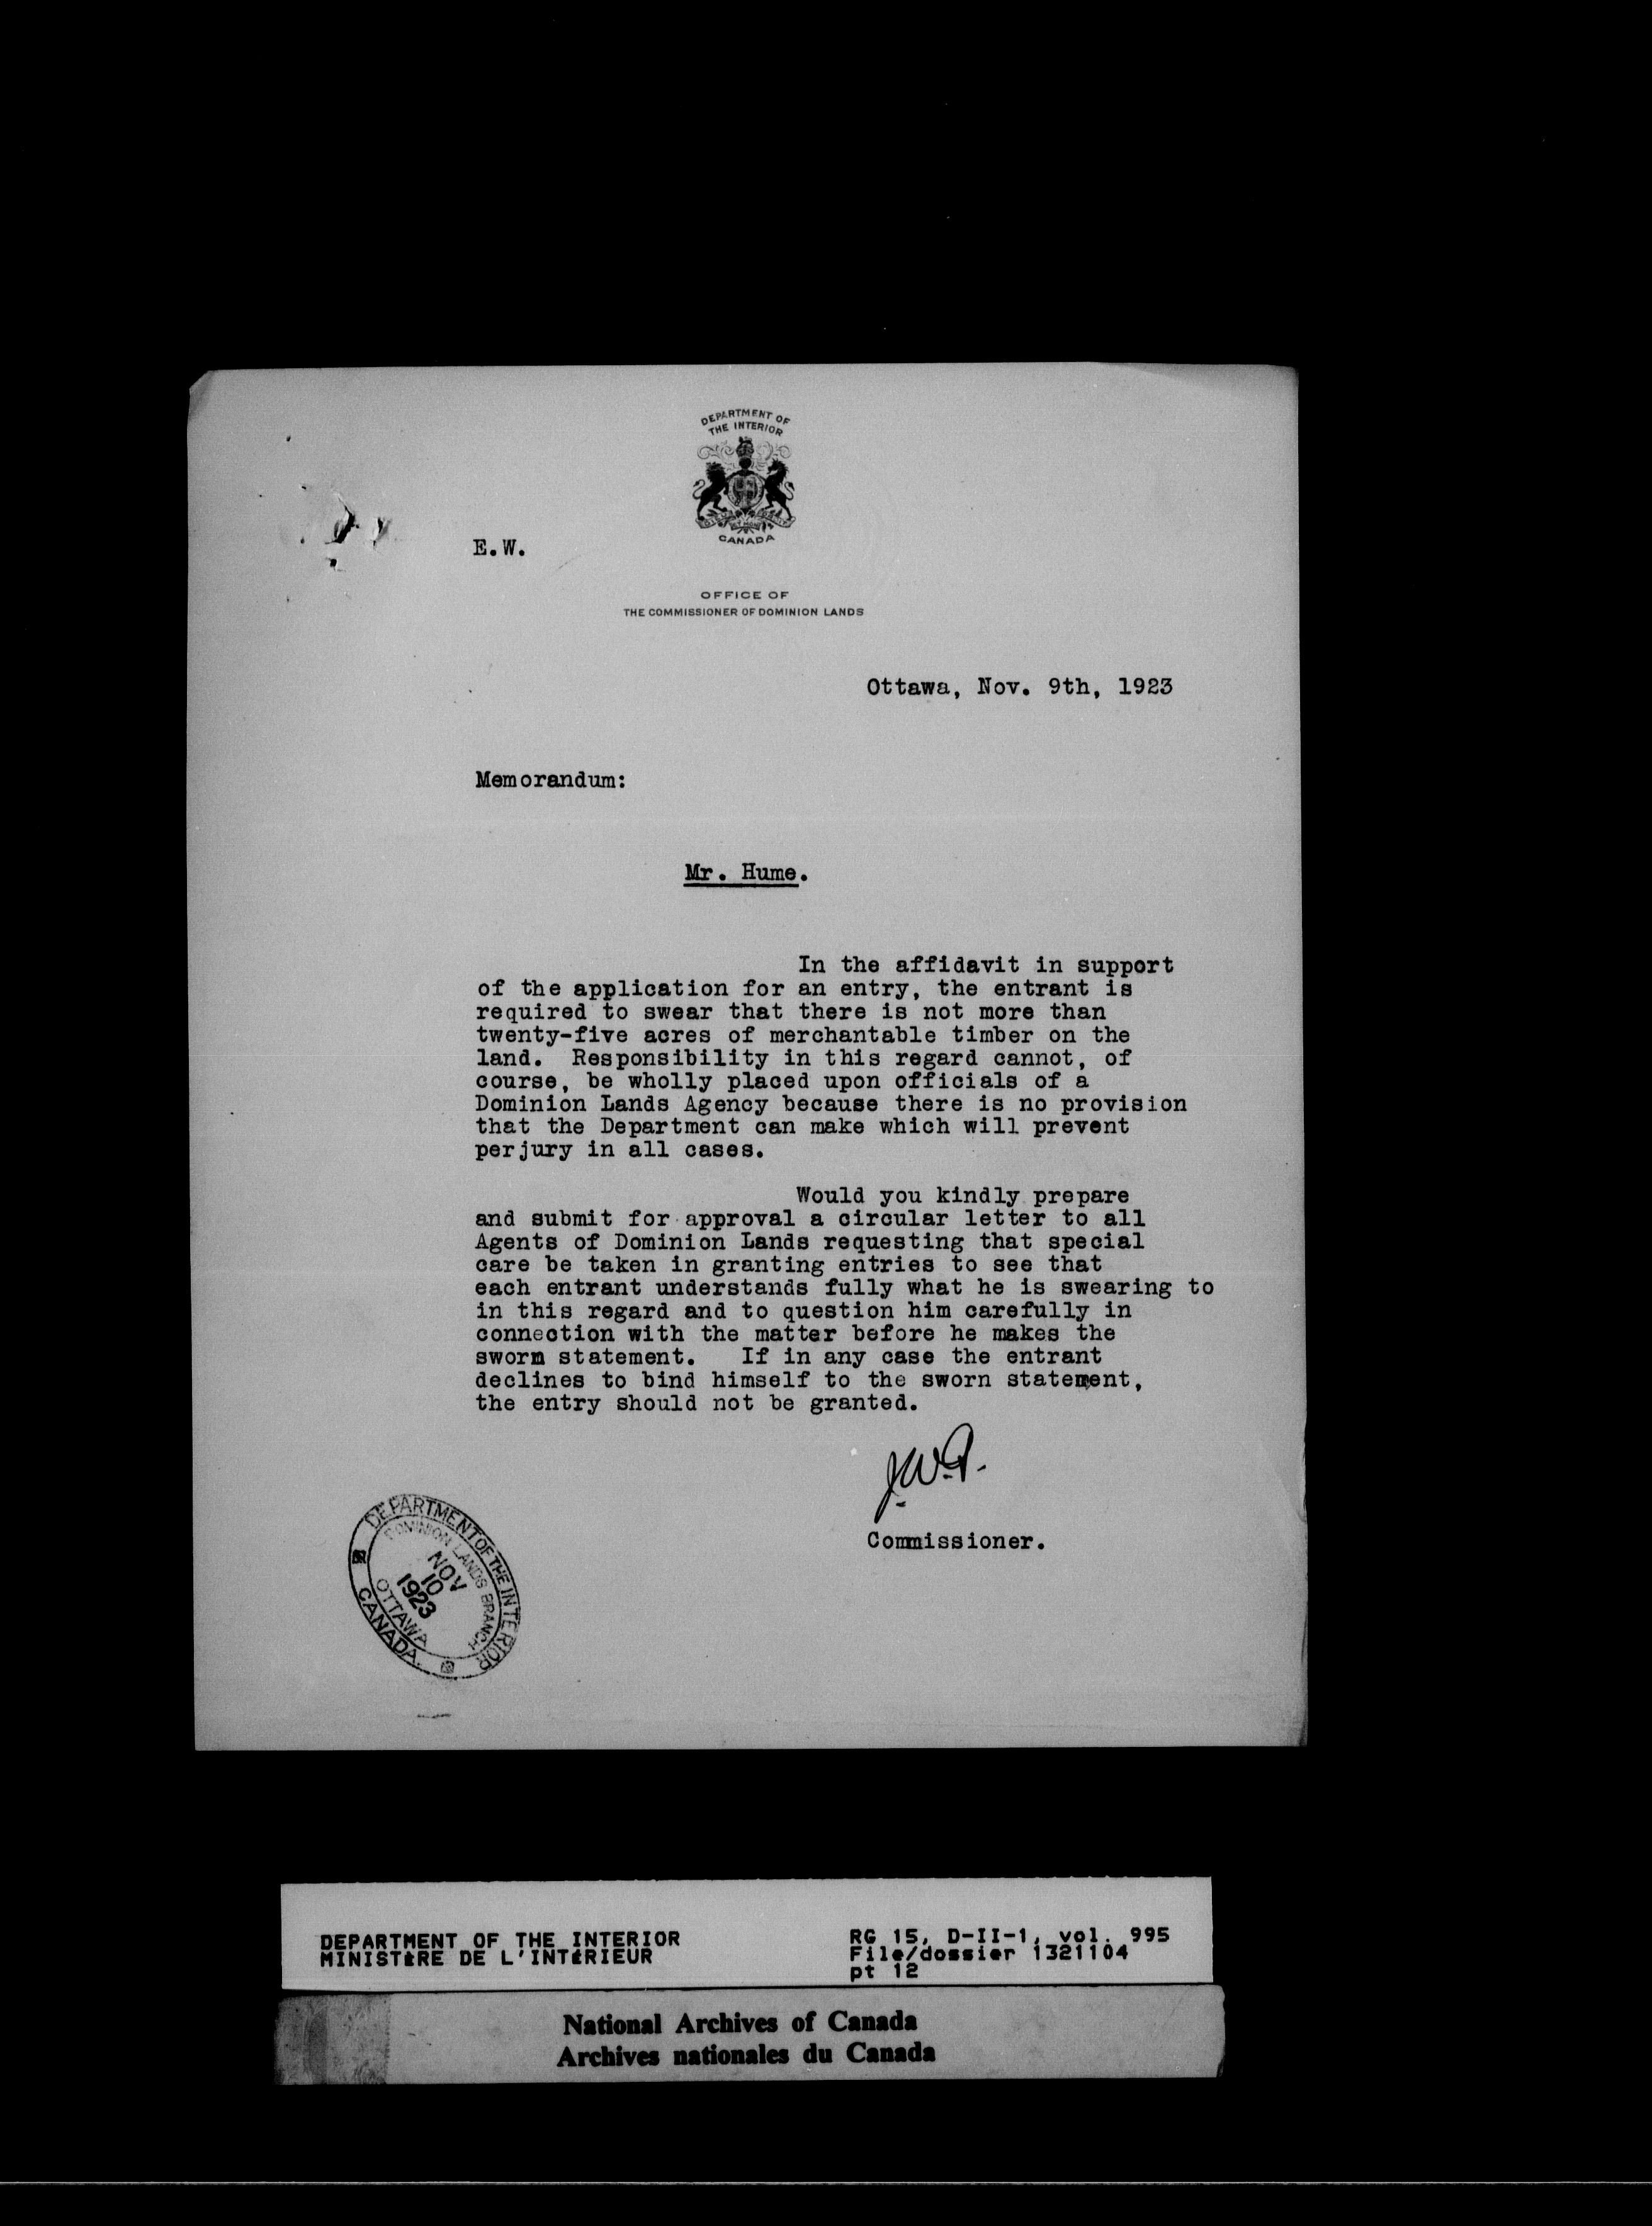 DEPARTMENT OF
THE INTERIOR
CANADA
E.W.
OFFICE OF
THE COMMISSIONER OF DOMINION LANDS
Ottawa, Nov. 9th, 1923
Memorandum:
Mr. Hume.
In the affidavit in support
of the application for an entry, the entrant is
required to swear that there is not more than
twenty-five acres of merchantable timber on the
land. Responsibility in this regard cannot, of
course, be wholly placed upon officials of a
Dominion Lands Agency because there is no provision
that the Department can make which will prevent
perjury in all cases.
Would you kindly prepare
and submit for approval a circular letter to all
Agents of Dominion Lands requesting that special
care be taken in granting entries to see that
each entrant understands fully what he is swearing to
in this regard and to question him carefully in
connection with the matter before he makes the
sworn statement. If in any case the entrant
declines to bind himself to the sworn statement,
the entry should not be granted.
Commissioner.
DEPARTMENT OF THE INTERIOR
DOMINION LANDS BRANCH
NOV
10
1923
OTTAWA
CANADA.
DEPARTMENT OF THE INTERIOR
MINISTÈRE DE L'INTÉRIEUR
RG 15, D-II-1, vol. 995
File/dossier 1321104
pt 12
National Archives of Canada
Archives nationales du Canada